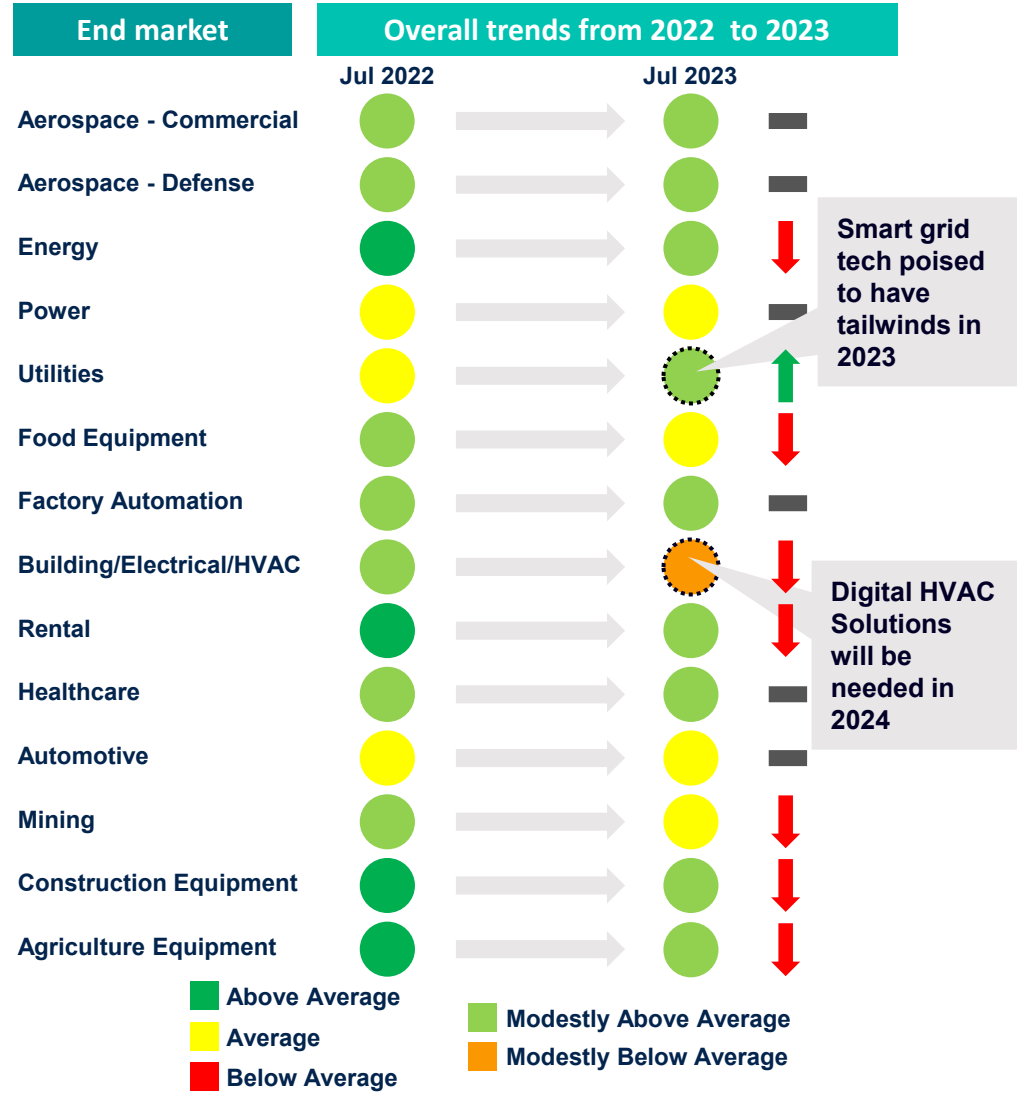 End market
Overall trends from 2022 to 2023
Jul 2022
Jul 2023
Aerospace - Commercial
Aerospace - Defense
Energy
Smart grid
tech poised
to have
tailwinds in
2023
Power
Utilities
Food Equipment
Factory Automation
Building/Electrical/HVAC
Digital HVAC
Solutions
will be
needed in
2024
Rental
Healthcare
Automotive
Mining
Construction Equipment
Agriculture Equipment
Above Average
Modestly Above Average
Average
Modestly Below Average
Below Average